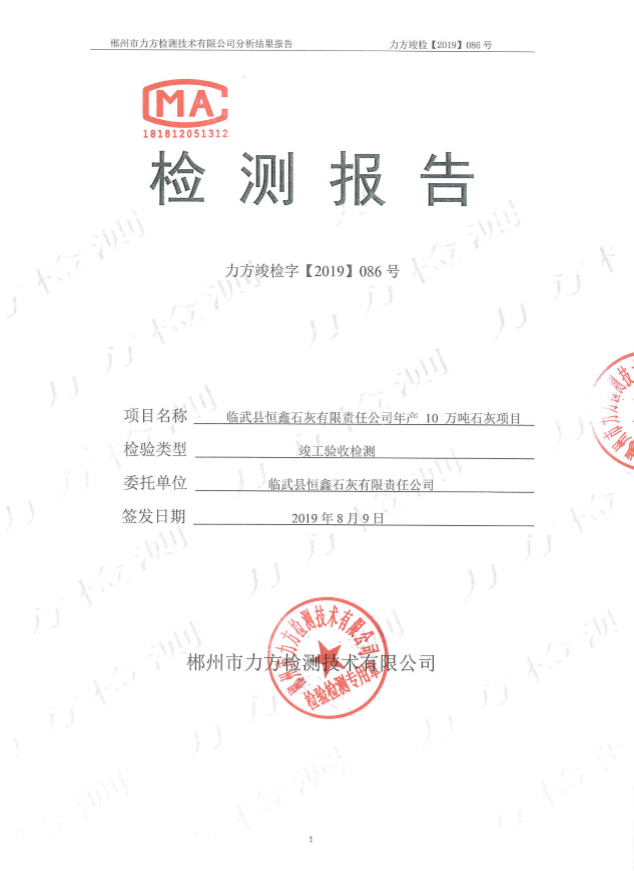 郴州市力方检测技术有限公司分析结果报告 力方竣检【2019】086 号
MA
181812051312
检测报告
力方竣检字【2019】086 号
项目名称 临武县恒鑫石灰有限责任公司年产 10 万吨石灰项目
检验类型 竣工验收检测
委托单位 临武县恒鑫石灰有限责任公司
签发日期 2019 年 8 月 9 日
郴州市力方检测技术有限公司
郴州市力方检测技术有限公司
检验检测专用章
1